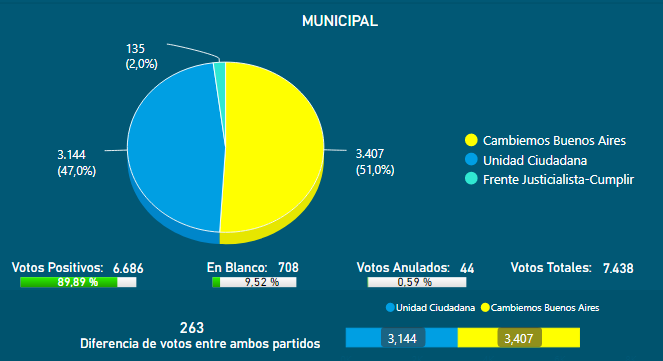 MUNICIPAL
135
(2,0%)
3.144
(47,0%)
3.407
(51,0%)
Cambiemos Buenos Aires
Unidad Ciudadana
Frente Justicialista-Cumplir
Votos Positivos: 6.686
89,89 %
En Blanco: 708
9,52 %
Votos Anulados: 44
0,59 %
Votos Totales: 7.438
Unidad Ciudadana Cambiemos Buenos Aires
263
Diferencia de votos entre ambos partidos
3,144 3,407